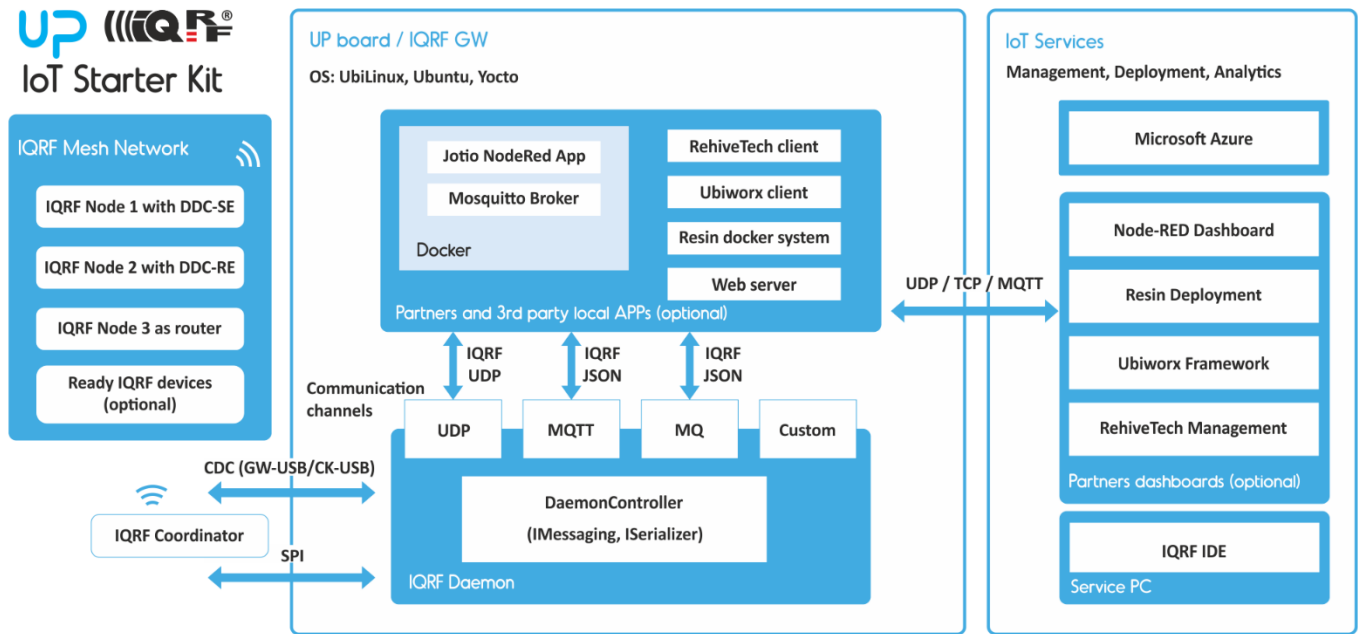 UP IQRF®
IoT Starter Kit
IQRF Mesh Network
IQRF Node 1 with DDC-SE
IQRF Node 2 with DDC-RE
IQRF Node 3 as router
Ready IQRF devices
(optional)
IQRF Coordinator
CDC (GW-USB/CK-USB)
SPI
UP board / IQRF GW
OS: UbiLinux, Ubuntu, Yocto
Jotio NodeRed App
Mosquitto Broker
Docker
RehiveTech client
Ubiworx client
Resin docker system
Web server
Partners and 3rd party local APPs (optional)
IQRF
UDP
IQRF
JSON
IQRF
JSON
Communication
channels
UDP
MQTT
MQ
Custom
DaemonController
(IMessaging, ISerializer)
IQRF Daemon
UDP / TCP / MQTT
IoT Services
Management, Deployment, Analytics
Microsoft Azure
Node-RED Dashboard
Resin Deployment
Ubiworx Framework
RehiveTech Management
Partners dashboards (optional)
IQRF IDE
Service PC